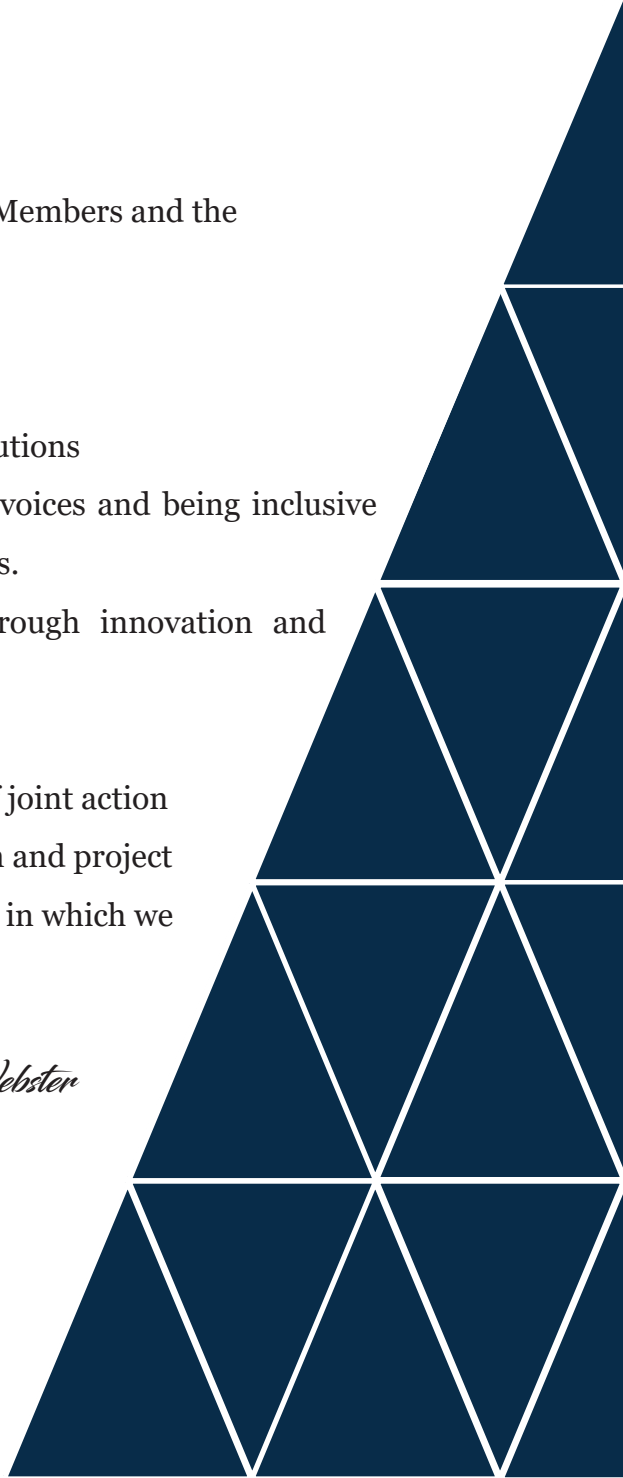 Members and the
utions
voices and being inclusive
s.
rough innovation and
joint action
and project
in which we
Webster